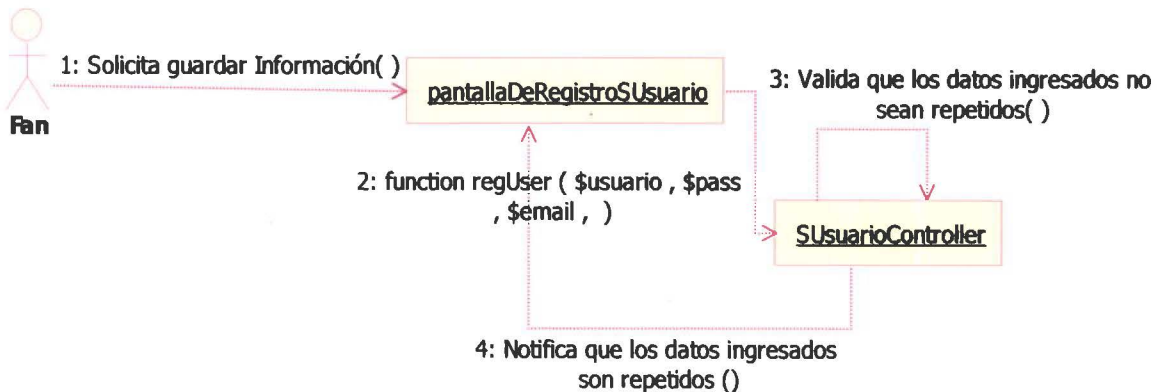 1: Solicita guardar Información( )
Fan
pantallaDeRegistroSUsuario
3: Valida que los datos ingresados no
sean repetidos( )
2: function regUser ( $usuario , $pass
, $email ,  )
SUsuarioController
4: Notifica que los datos ingresados
son repetidos ()